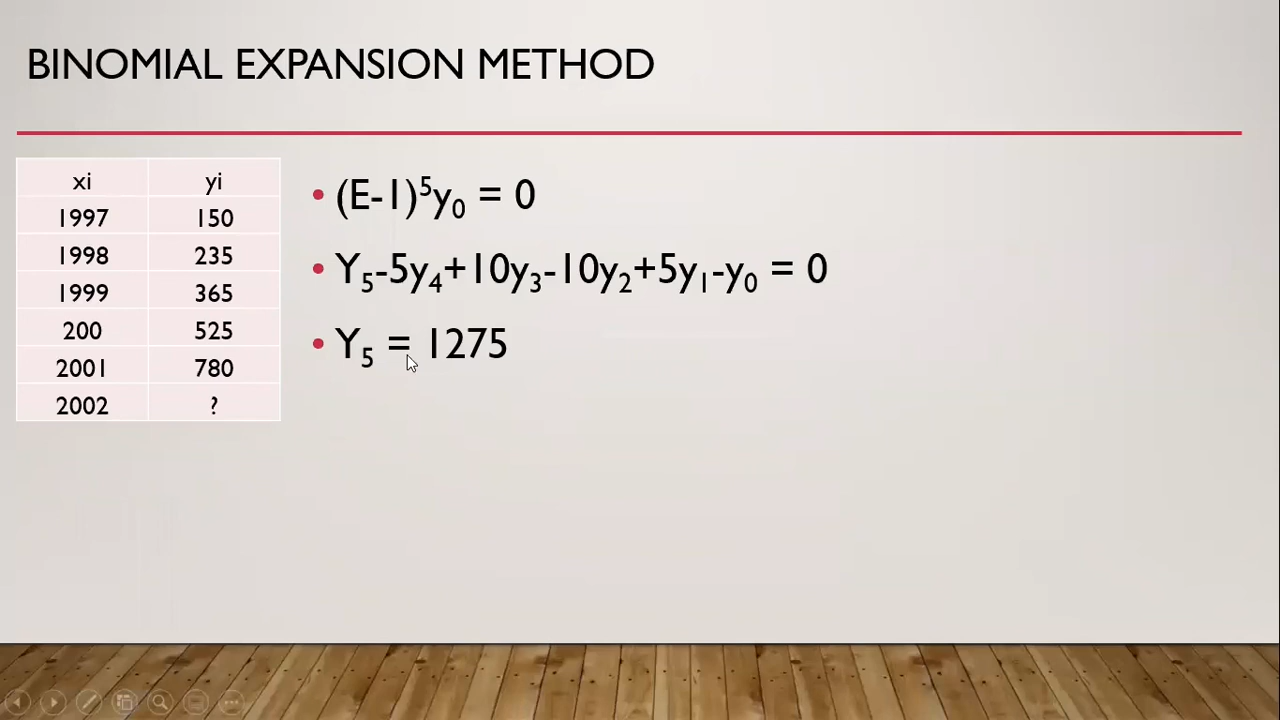 BINOMIAL EXPANSION METHOD
xi yi
1997 150
1998 235
1999 365
200 525
2001 780
2002 ?
• (E-1)⁵y₀ = 0
• Y₅-5y₄+10y₃-10y₂+5y₁-y₀ = 0
• Y₅ = 1275